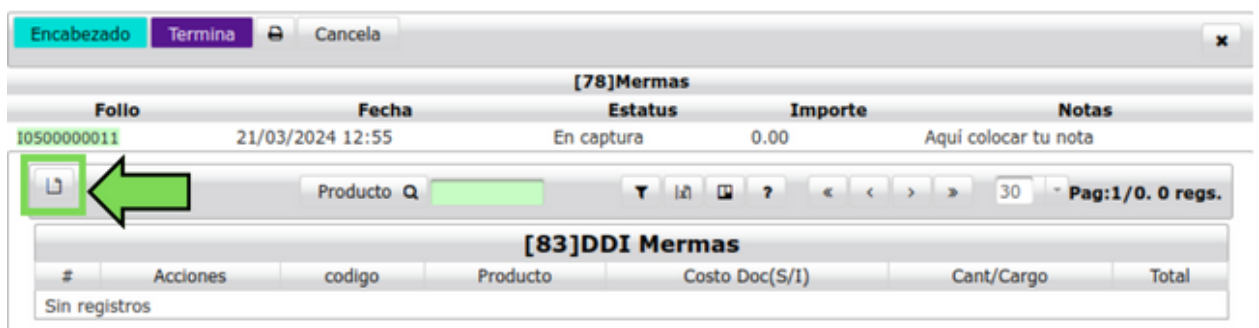 Encabezado Termina Cancela
[78]Mermas
Folio Fecha Estatus Importe Notas
I0500000011 21/03/2024 12:55 En captura 0.00 Aquí colocar tu nota
Producto ? « < > » 30 Pag:1/0. 0 regs.
[83]DDI Mermas
# Acciones codigo Producto Costo Doc(S/I) Cant/Cargo Total
Sin registros